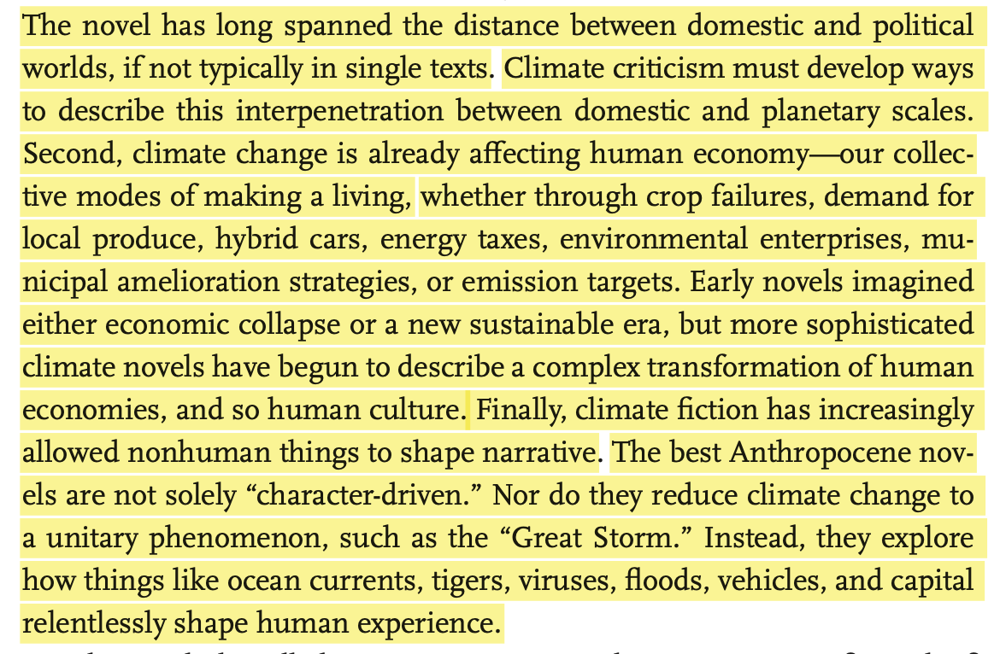 The novel has long spanned the distance between domestic and political
worlds, if not typically in single texts. Climate criticism must develop ways
to describe this interpenetration between domestic and planetary scales.
Second, climate change is already affecting human economy—our collec-
tive modes of making a living, whether through crop failures, demand for
local produce, hybrid cars, energy taxes, environmental enterprises, mu-
nicipal amelioration strategies, or emission targets. Early novels imagined
either economic collapse or a new sustainable era, but more sophisticated
climate novels have begun to describe a complex transformation of human
economies, and so human culture. Finally, climate fiction has increasingly
allowed nonhuman things to shape narrative. The best Anthropocene nov-
els are not solely “character-driven.” Nor do they reduce climate change to
a unitary phenomenon, such as the “Great Storm.” Instead, they explore
how things like ocean currents, tigers, viruses, floods, vehicles, and capital
relentlessly shape human experience.